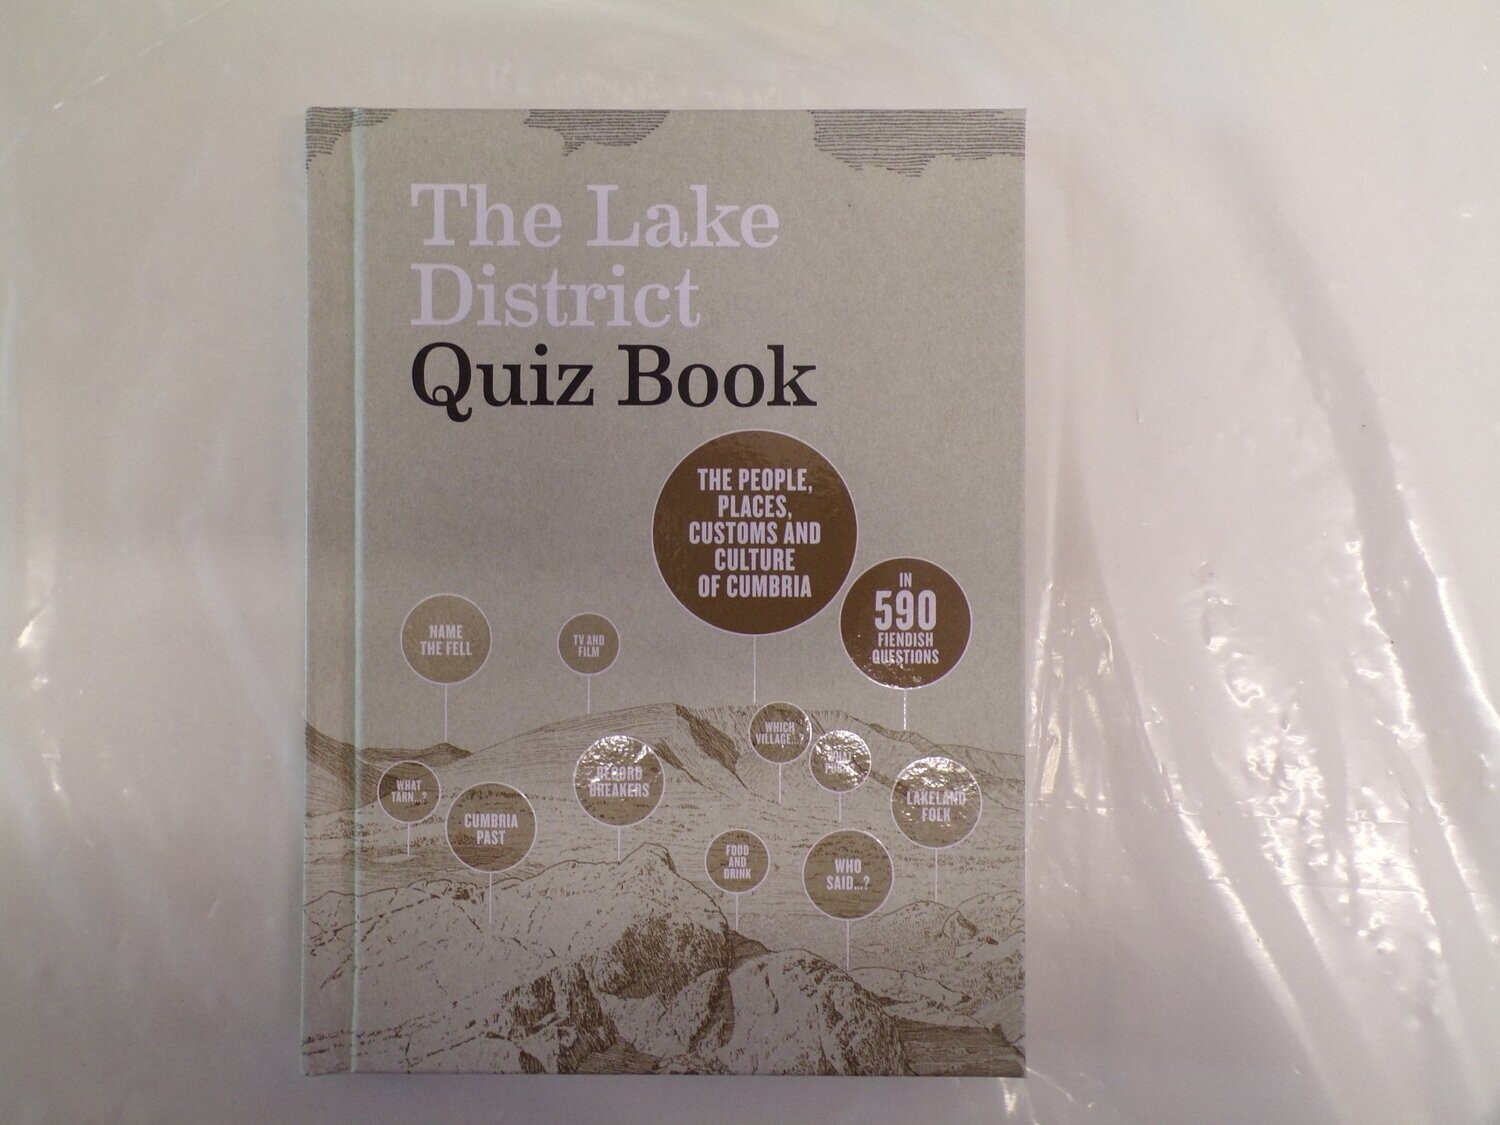 The Lake
District
Quiz Book
THE PEOPLE,
PLACES,
CUSTOMS AND
CULTURE
OF CUMBRIA
IN
590
FIENDISH
QUESTIONS
NAME
THE FELL
TV AND
FILM
WHICH
VILLAGE...?
WHAT
TARN...?
CUMBRIA
PAST
RECORD
BREAKERS
LAKELAND
FOLK
FOOD
AND
DRINK
WHO
SAID...?